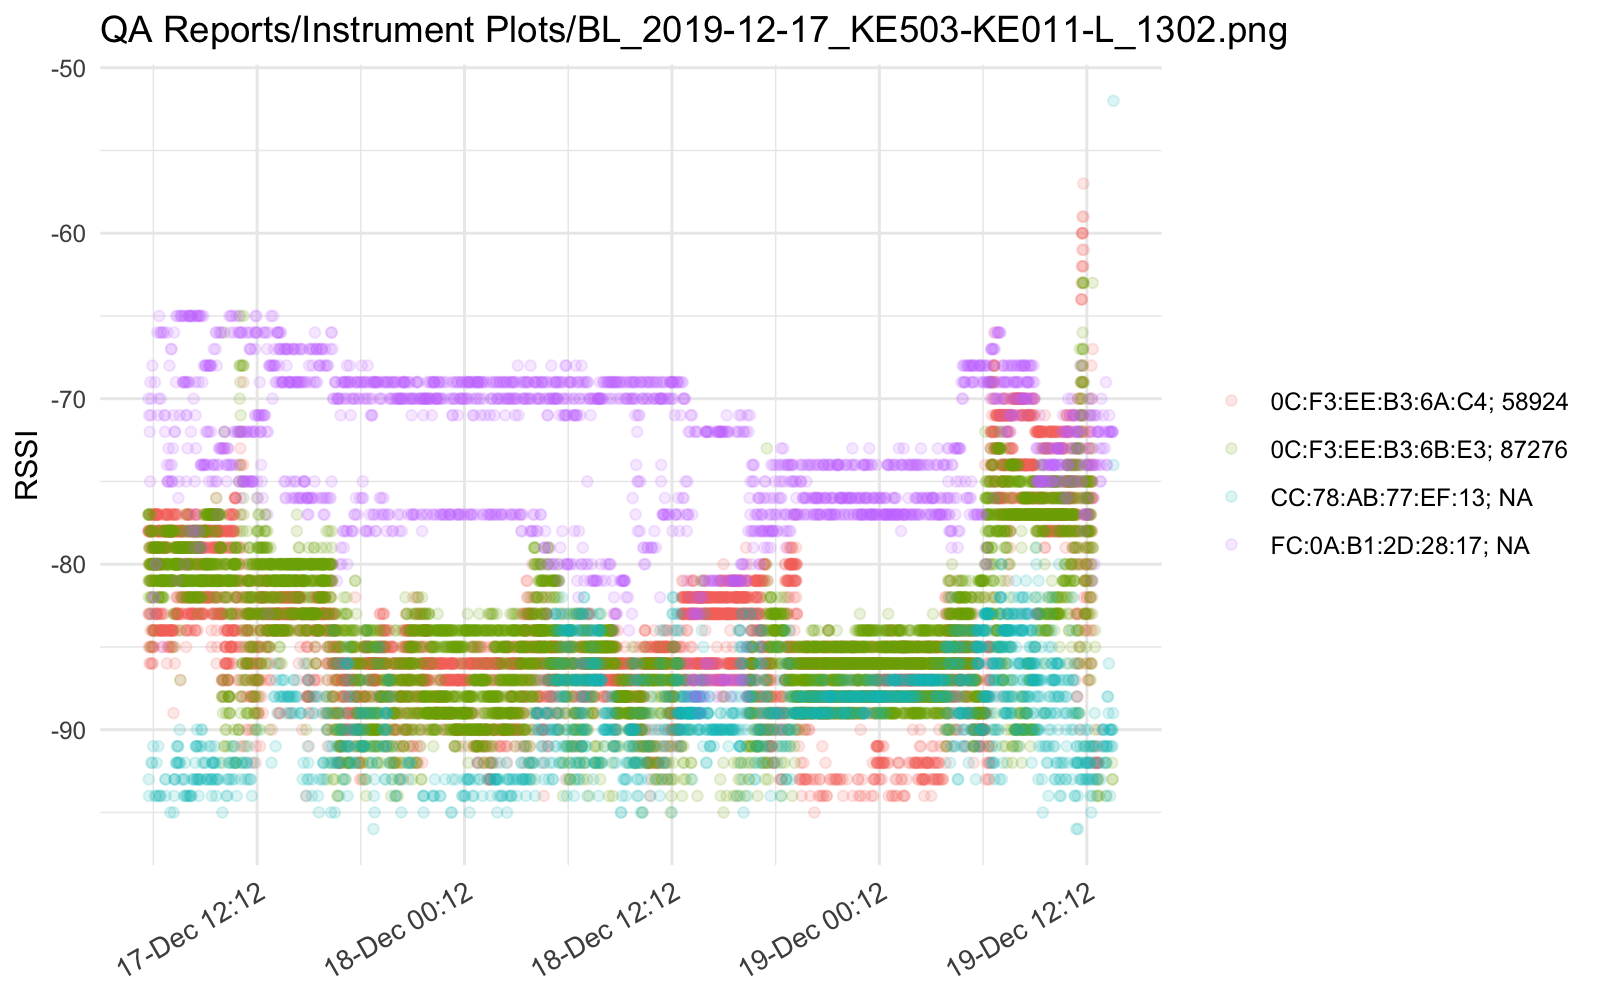 QA Reports/Instrument Plots/BL_2019-12-17_KE503-KE011-L_1302.png
-50
-60
-70
-80
-90
RSSI
17-Dec 12:12
18-Dec 00:12
18-Dec 12:12
19-Dec 00:12
19-Dec 12:12
0C:F3:EE:B3:6A:C4; 58924
0C:F3:EE:B3:6B:E3; 87276
CC:78:AB:77:EF:13; NA
FC:0A:B1:2D:28:17; NA